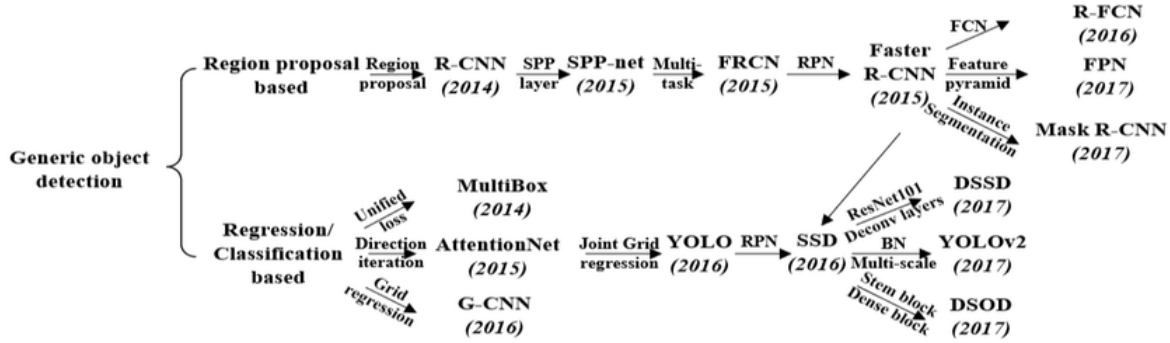 Generic object
detection
Region proposal
based
Region
proposal
R-CNN
(2014)
SPP
layer
SPP-net
(2015)
Multi-
task
FRCN
(2015)
RPN
Faster
R-CNN
(2015)
FCN
R-FCN
(2016)
Feature
pyramid
FPN
(2017)
Instance
Segmentation
Mask R-CNN
(2017)
Regression/
Classification
based
Unified
loss
MultiBox
(2014)
Direction
iteration
AttentionNet
(2015)
Grid
regression
G-CNN
(2016)
Joint Grid
regression
YOLO
(2016)
RPN
SSD
(2016)
ResNet101
Deconv layers
DSSD
(2017)
BN
Multi-scale
YOLOv2
(2017)
Stem block
Dense block
DSOD
(2017)